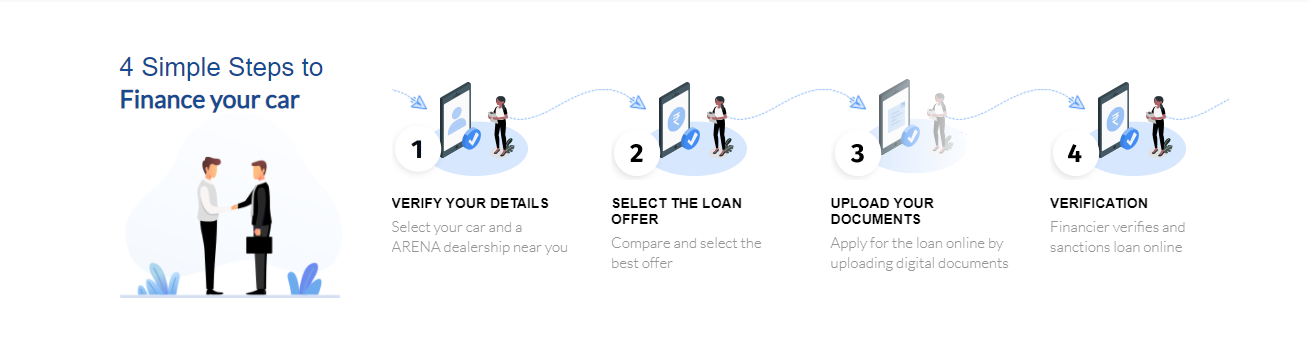 4 Simple Steps to
Finance your car
1
VERIFY YOUR DETAILS
Select your car and a
ARENA dealership near you
2
SELECT THE LOAN
OFFER
Compare and select the
best offer
3
UPLOAD YOUR
DOCUMENTS
Apply for the loan online by
uploading digital documents
4
VERIFICATION
Financier verifies and
sanctions loan online